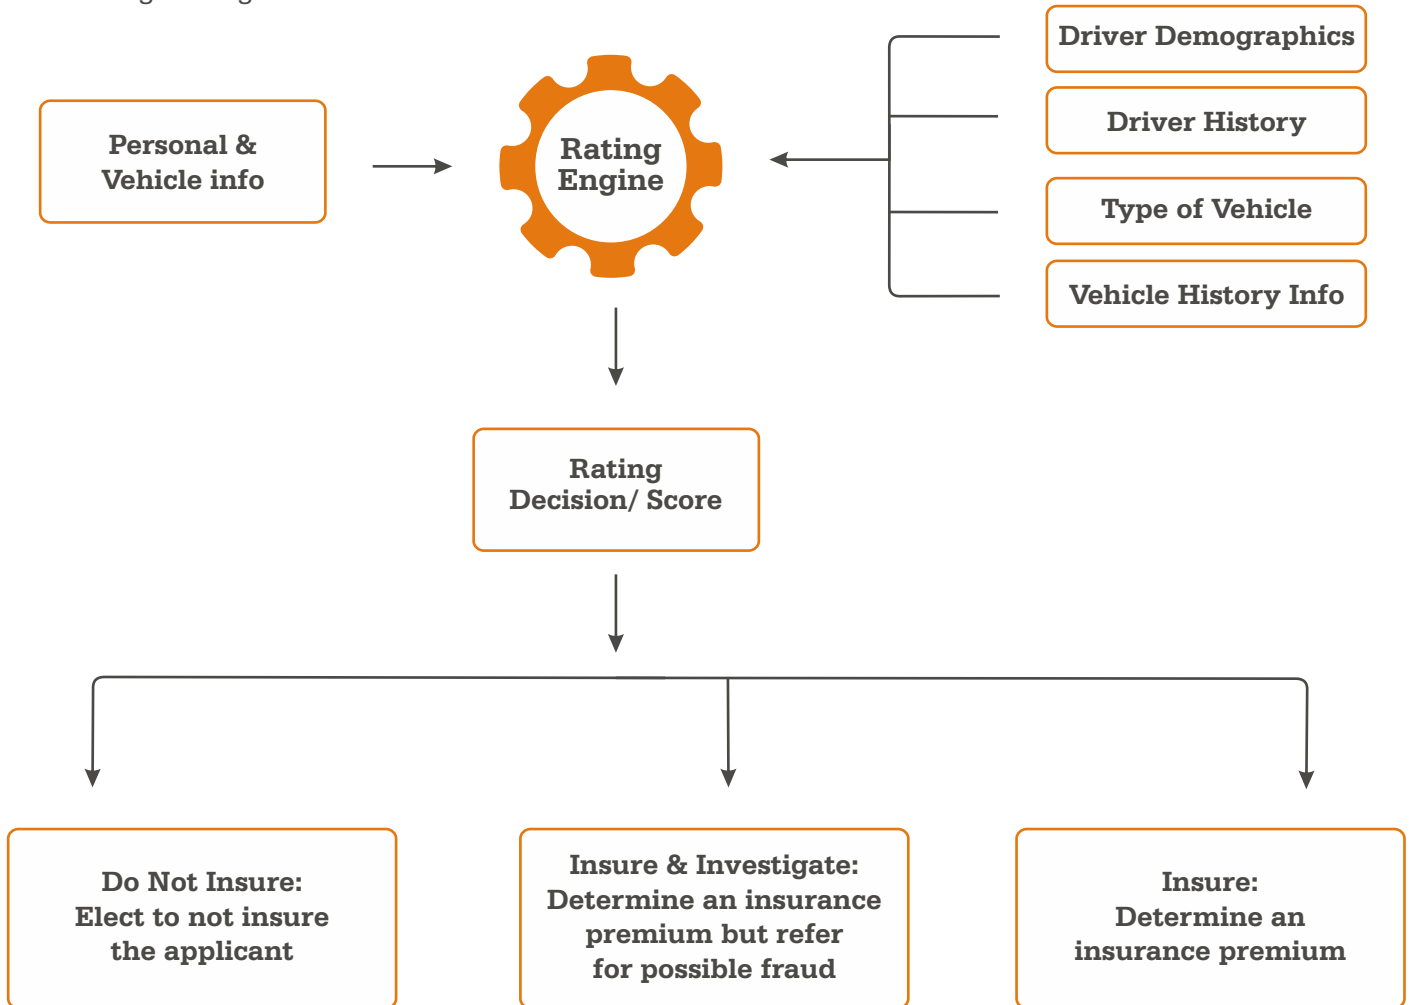 Driver Demographics
Personal &
Vehicle info
Rating
Engine
Driver History
Type of Vehicle
Vehicle History Info
Rating
Decision/ Score
Do Not Insure:
Elect to not insure
the applicant
Insure & Investigate:
Determine an insurance
premium but refer
for possible fraud
Insure:
Determine an
insurance premium